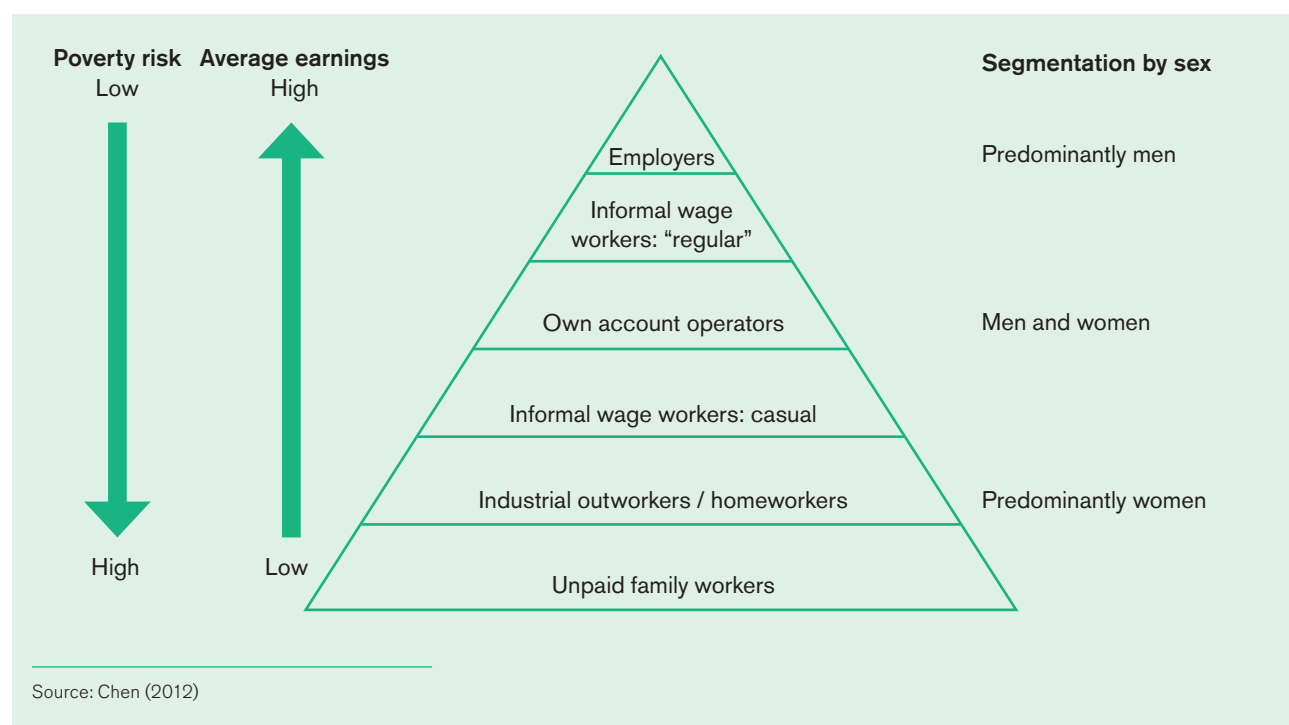 Poverty risk
Low
Average earnings
High
Segmentation by sex
Employers
Predominantly men
Informal wage
workers: “regular”
Own account operators
Men and women
Informal wage workers: casual
Industrial outworkers / homeworkers
Predominantly women
High
Low
Unpaid family workers
Source: Chen (2012)